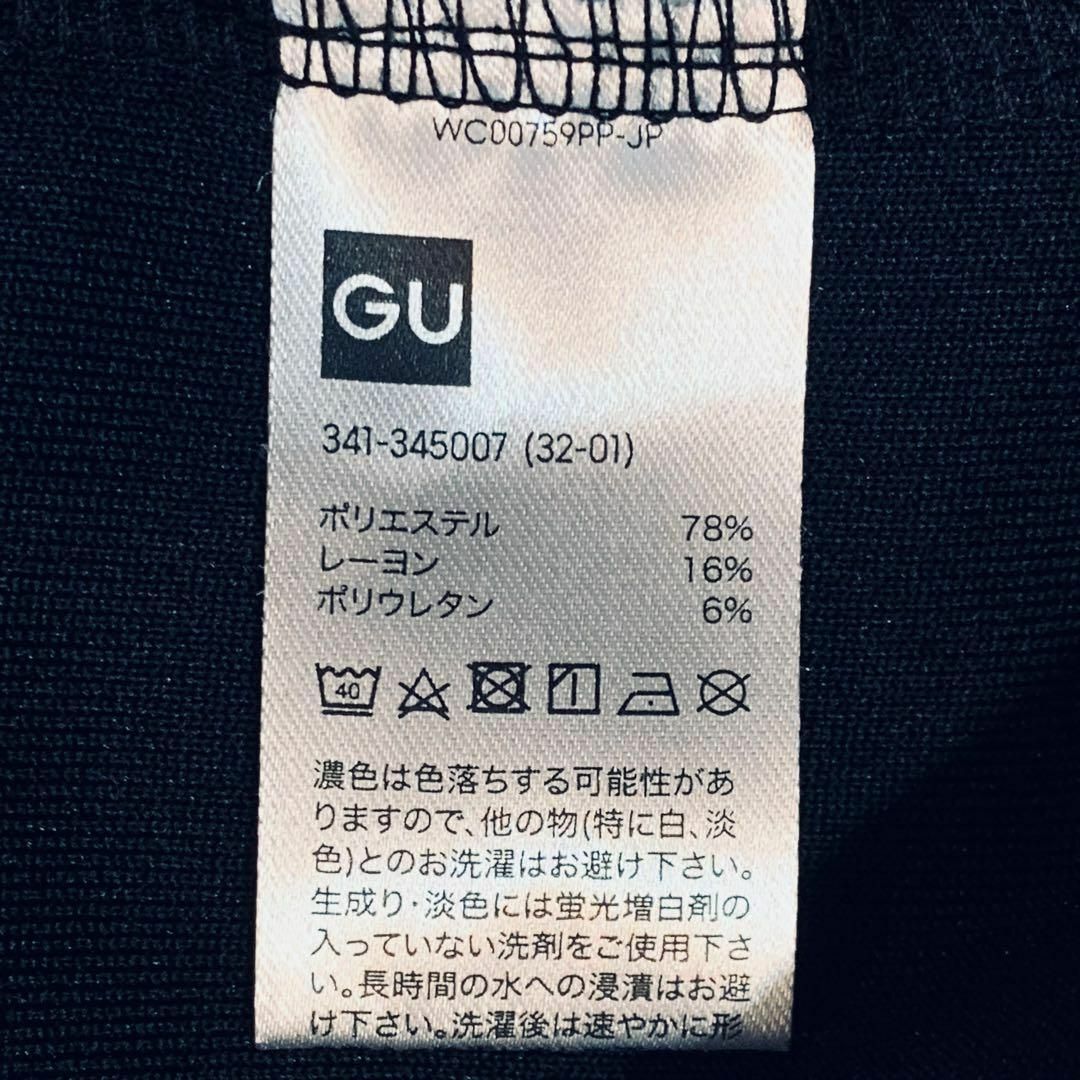 WC00759PP-JP
GU
341-345007 (32-01)
ポリエステル 78%
レーヨン 16%
ポリウレタン 6%
40
濃色は色落ちする可能性があ
りますので、他の物(特に白、淡
色)とのお洗濯はお避け下さい。
生成り・淡色には蛍光増白剤の
入っていない洗剤をご使用下さ
い。長時間の水への浸漬はお避
け下さい。洗濯後は速やかに形